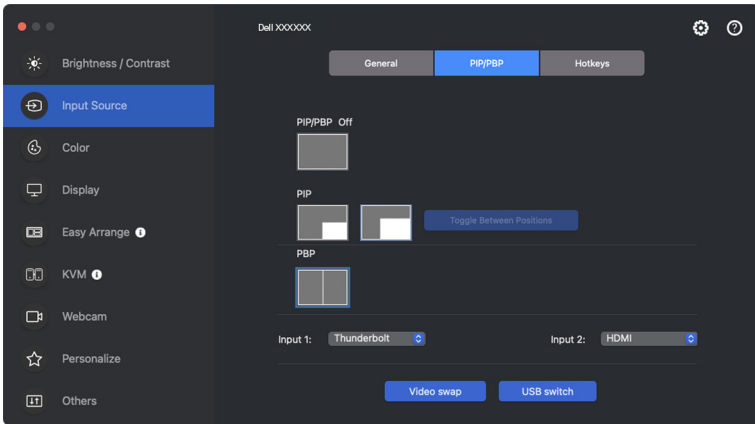 Dell XXXXXX
Brightness / Contrast
Input Source
Color
Display
Easy Arrange
KVM
Webcam
Personalize
Others
General
PIP/PBP
Hotkeys
PIP/PBP Off
PIP
Toggle Between Positions
PBP
Input 1:
Thunderbolt
Input 2:
HDMI
Video swap
USB switch